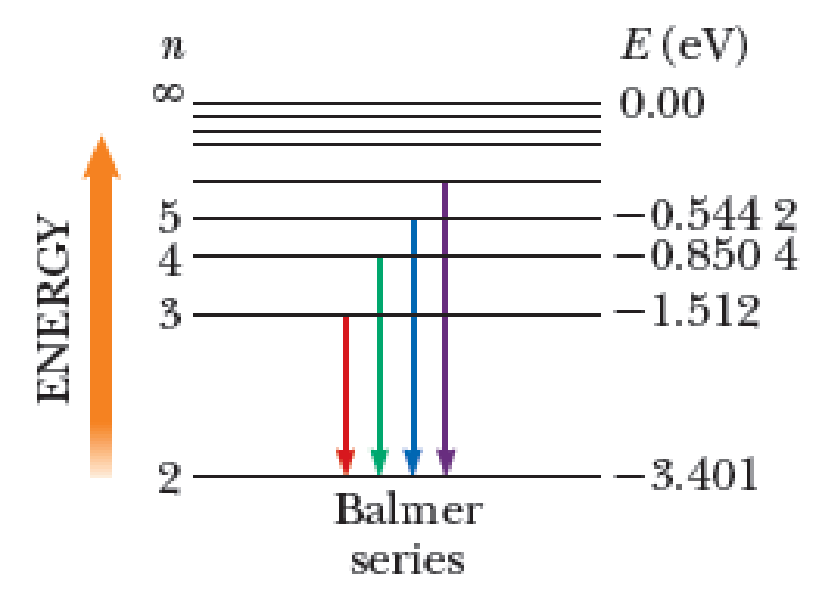 n E (eV)
∞ 0.00
5 −0.544 2
4 −0.850 4
3 −1.512
ENERGY
2 −3.401
Balmer
series